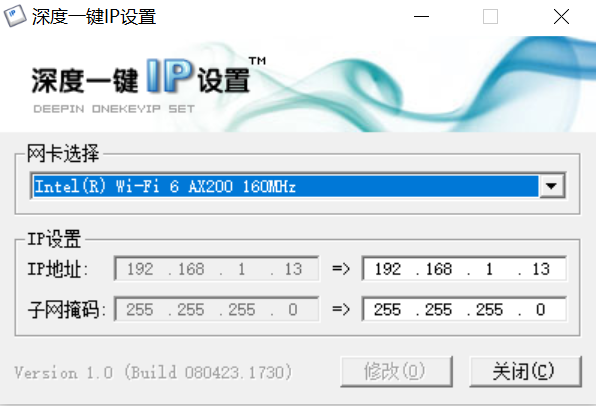 深度一键IP设置
深度一键IP设置™
DEEPIN ONEKEYIP SET
网卡选择
Intel(R) Wi-Fi 6 AX200 160MHz
IP设置
IP地址: 192 .168 . 1 . 13 => 192 .168 . 1 . 13
子网掩码: 255 .255 .255 . 0 => 255 .255 .255 . 0
Version 1.0 (Build 080423.1730) 修改(O) 关闭(C)